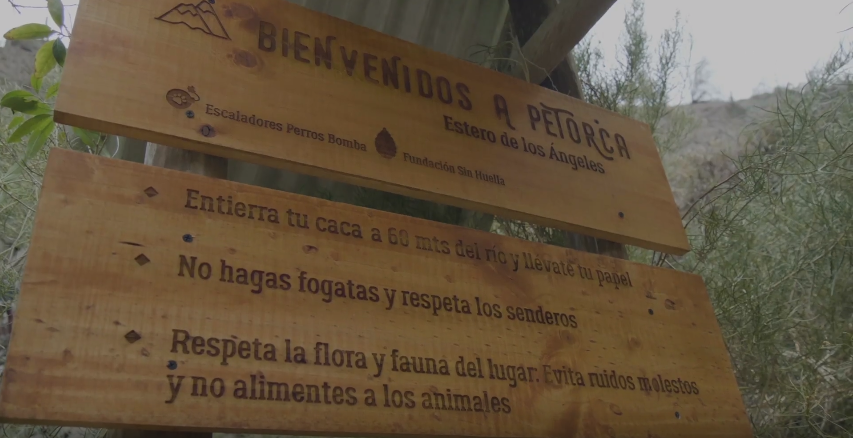 BIENVENIDOS A PETORCA
Estero de los Ángeles
Escaladores Perros Bomba
Fundación Sin Huella
Entierra tu caca a 60 mts del río y llévate tu papel
No hagas fogatas y respeta los senderos
Respeta la flora y fauna del lugar. Evita ruidos molestos
y no alimentes a los animales